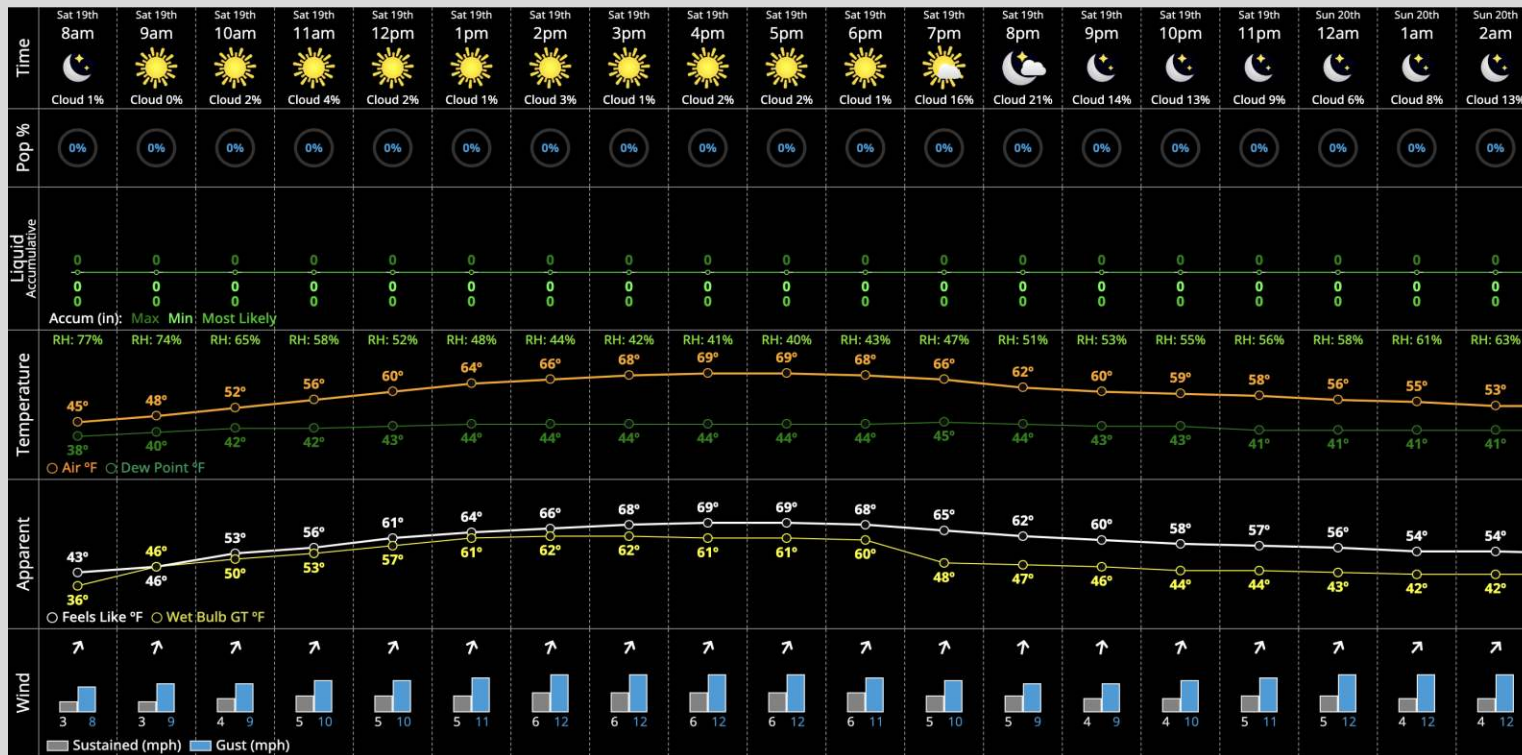 Time
Sat 19th Sat 19th Sat 19th Sat 19th Sat 19th Sat 19th Sat 19th Sat 19th Sat 19th Sat 19th Sat 19th Sat 19th Sat 19th Sat 19th Sat 19th Sat 19th Sun 20th Sun 20th Sun 20th
8am 9am 10am 11am 12pm 1pm 2pm 3pm 4pm 5pm 6pm 7pm 8pm 9pm 10pm 11pm 12am 1am 2am
Cloud 1% Cloud 0% Cloud 2% Cloud 4% Cloud 2% Cloud 1% Cloud 3% Cloud 1% Cloud 2% Cloud 2% Cloud 1% Cloud 16% Cloud 21% Cloud 14% Cloud 13% Cloud 9% Cloud 6% Cloud 8% Cloud 13%
Pop %
0% 0% 0% 0% 0% 0% 0% 0% 0% 0% 0% 0% 0% 0% 0% 0% 0% 0% 0%
Liquid
Accumulative
0 0 0 0 0 0 0 0 0 0 0 0 0 0 0 0 0 0 0
0 0 0 0 0 0 0 0 0 0 0 0 0 0 0 0 0 0 0
0 0 0 0 0 0 0 0 0 0 0 0 0 0 0 0 0 0 0
Accum (in): Max Min Most Likely
Temperature
RH: 77% RH: 74% RH: 65% RH: 58% RH: 52% RH: 48% RH: 44% RH: 42% RH: 41% RH: 40% RH: 43% RH: 47% RH: 51% RH: 53% RH: 55% RH: 56% RH: 58% RH: 61% RH: 63%
45° 48° 52° 56° 60° 64° 66° 68° 69° 69° 68° 66° 62° 60° 59° 58° 56° 55° 53°
38° 40° 42° 42° 43° 44° 44° 44° 44° 44° 44° 45° 44° 43° 43° 41° 41° 41° 41°
Air °F Dew Point °F
Apparent
43° 46° 53° 56° 61° 64° 66° 68° 69° 69° 68° 65° 62° 60° 58° 57° 56° 54° 54°
36° 46° 50° 53° 57° 61° 62° 62° 61° 61° 60° 48° 47° 46° 44° 44° 43° 42° 42°
Feels Like °F Wet Bulb GT °F
Wind
3 8 3 9 4 9 5 10 5 10 5 11 6 12 6 12 6 12 6 12 6 11 5 10 5 9 4 9 4 10 5 11 5 12 4 12 4 12
Sustained (mph) Gust (mph)